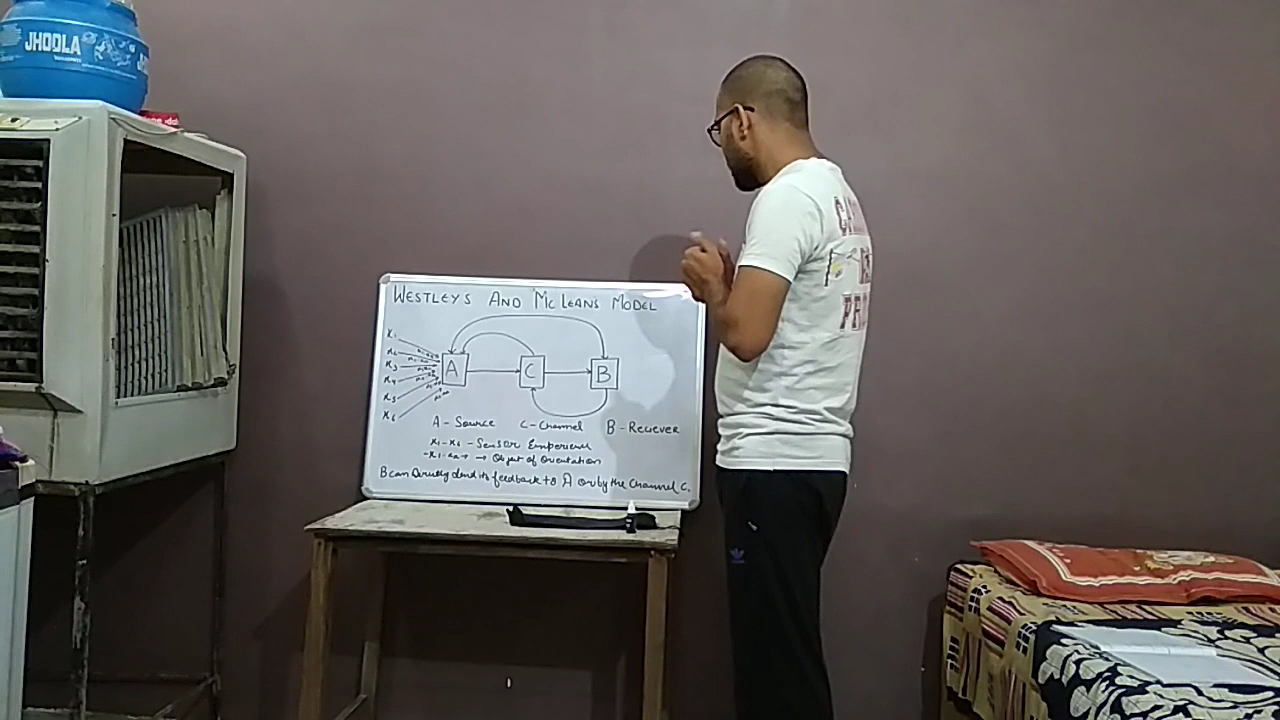 JHOOLA
WESTLEYS AND MC LEANS MODEL
X1
X2
X3
X4
X5
X6
A
C
B
A - Source C - Channel B - Reciever
X1 - X6 - Sensor Experience
→ Object of Orientation
B can Directly send its feedback to A or by the Channel C.